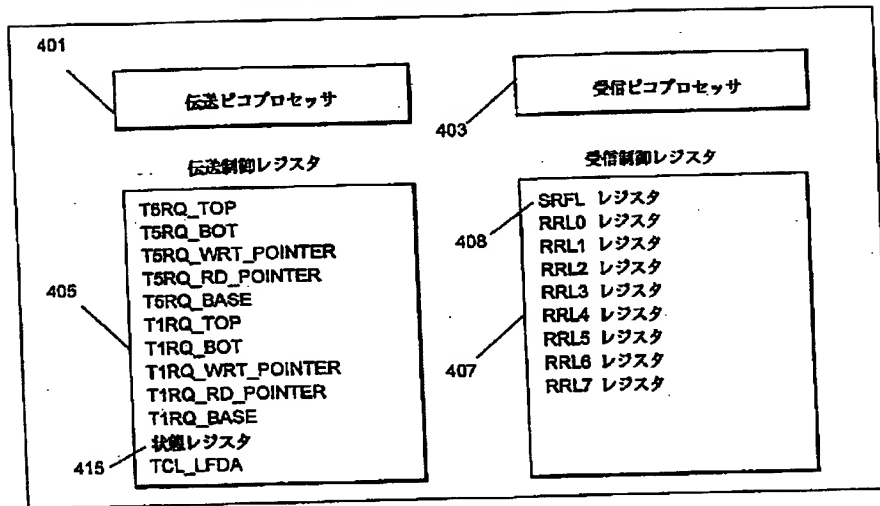 401
伝送ピコプロセッサ
403
受信ピコプロセッサ
伝送制御レジスタ
405
T5RQ_TOP
T5RQ_BOT
T5RQ_WRT_POINTER
T5RQ_RD_POINTER
T5RQ_BASE
T1RQ_TOP
T1RQ_BOT
T1RQ_WRT_POINTER
T1RQ_RD_POINTER
T1RQ_BASE
状態レジスタ
415
TCL_LFDA
受信制御レジスタ
408
SRFL レジスタ
RRL0 レジスタ
RRL1 レジスタ
RRL2 レジスタ
RRL3 レジスタ
RRL4 レジスタ
407
RRL5 レジスタ
RRL6 レジスタ
RRL7 レジスタ